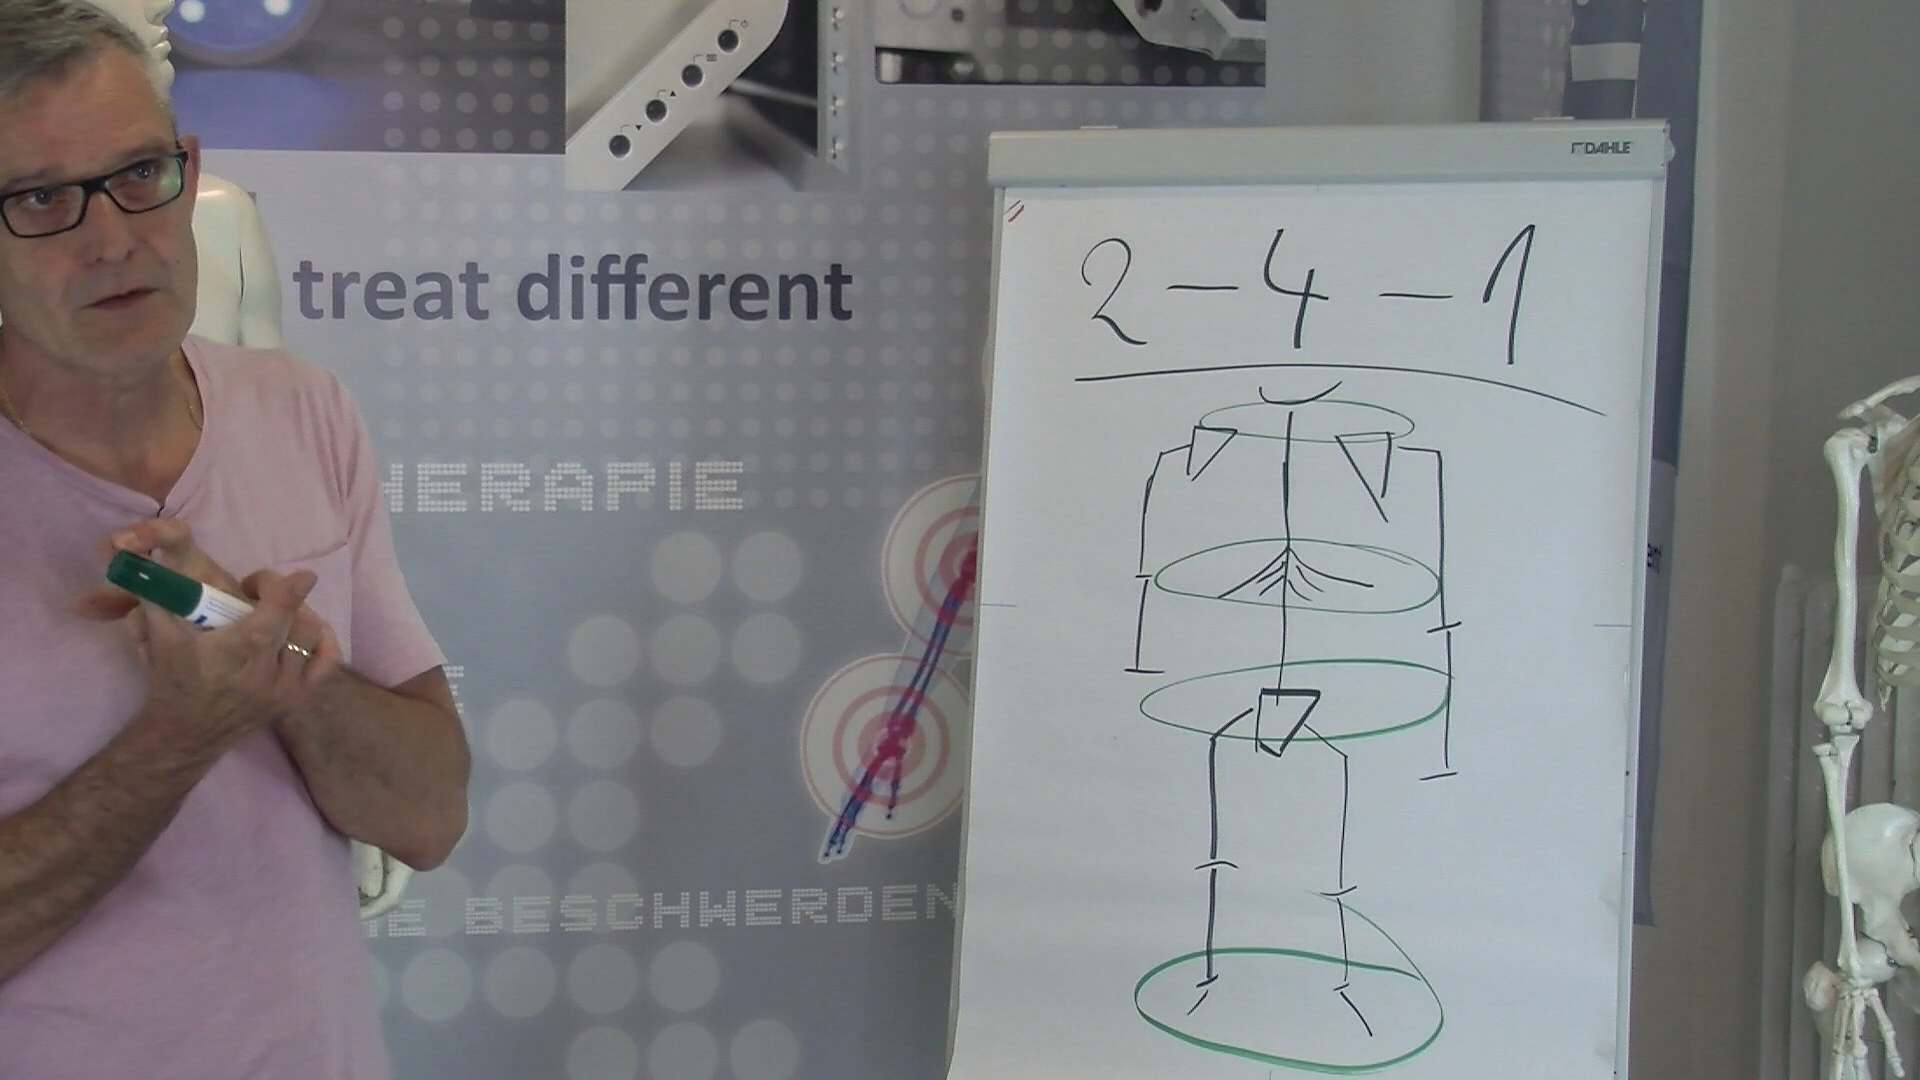 treat different
HERAPIE
E
E BESCHWERDEN
DAHLE
2 – 4 – 1